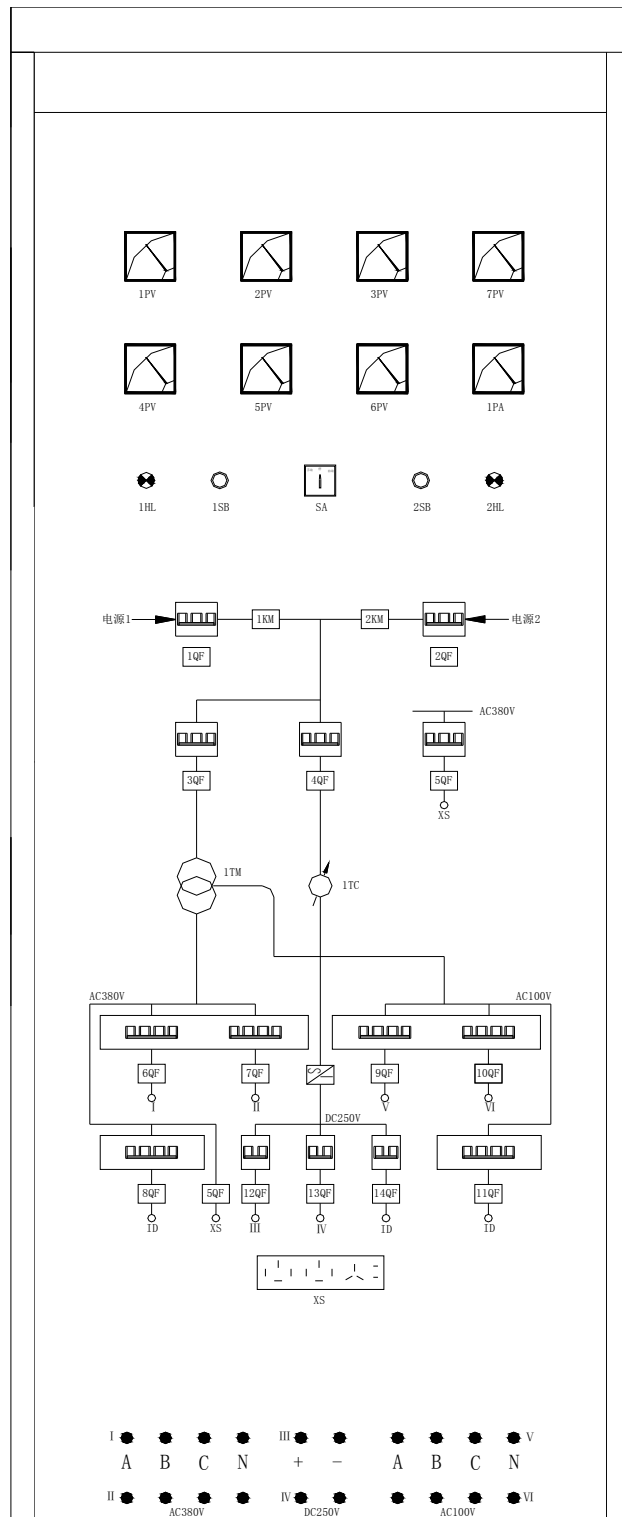 1PV 2PV 3PV 7PV
4PV 5PV 6PV 1PA
1HL 1SB SA 2SB 2HL
电源1 1KM 2KM 电源2
1QF 2QF
AC380V
3QF 4QF 5QF
XS
1TM 1TC
AC380V AC100V
6QF 7QF 9QF 10QF
I II V VI
DC250V
8QF 5QF 12QF 13QF 14QF 11QF
ID XS III IV ID ID
XS
I III V
A B C N + - A B C N
II IV VI
AC380V DC250V AC100V